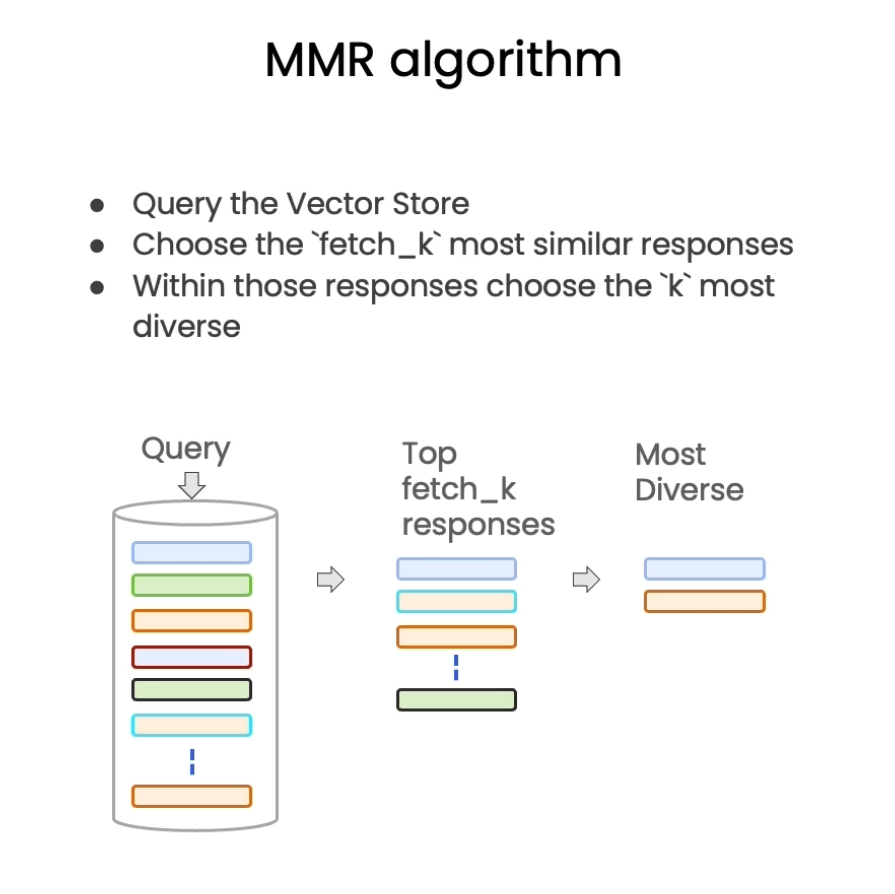 MMR algorithm
● Query the Vector Store
● Choose the `fetch_k` most similar responses
● Within those responses choose the `k` most
diverse
Query
Top
fetch_k
responses
Most
Diverse